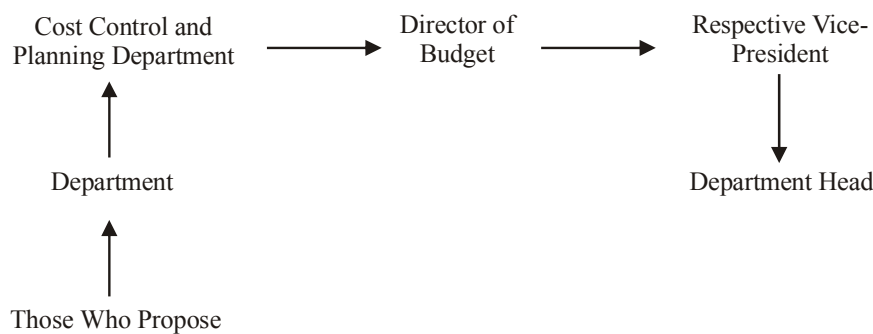 Cost Control and
Planning Department
Director of
Budget
Respective Vice-
President
Department
Department Head
Those Who Propose